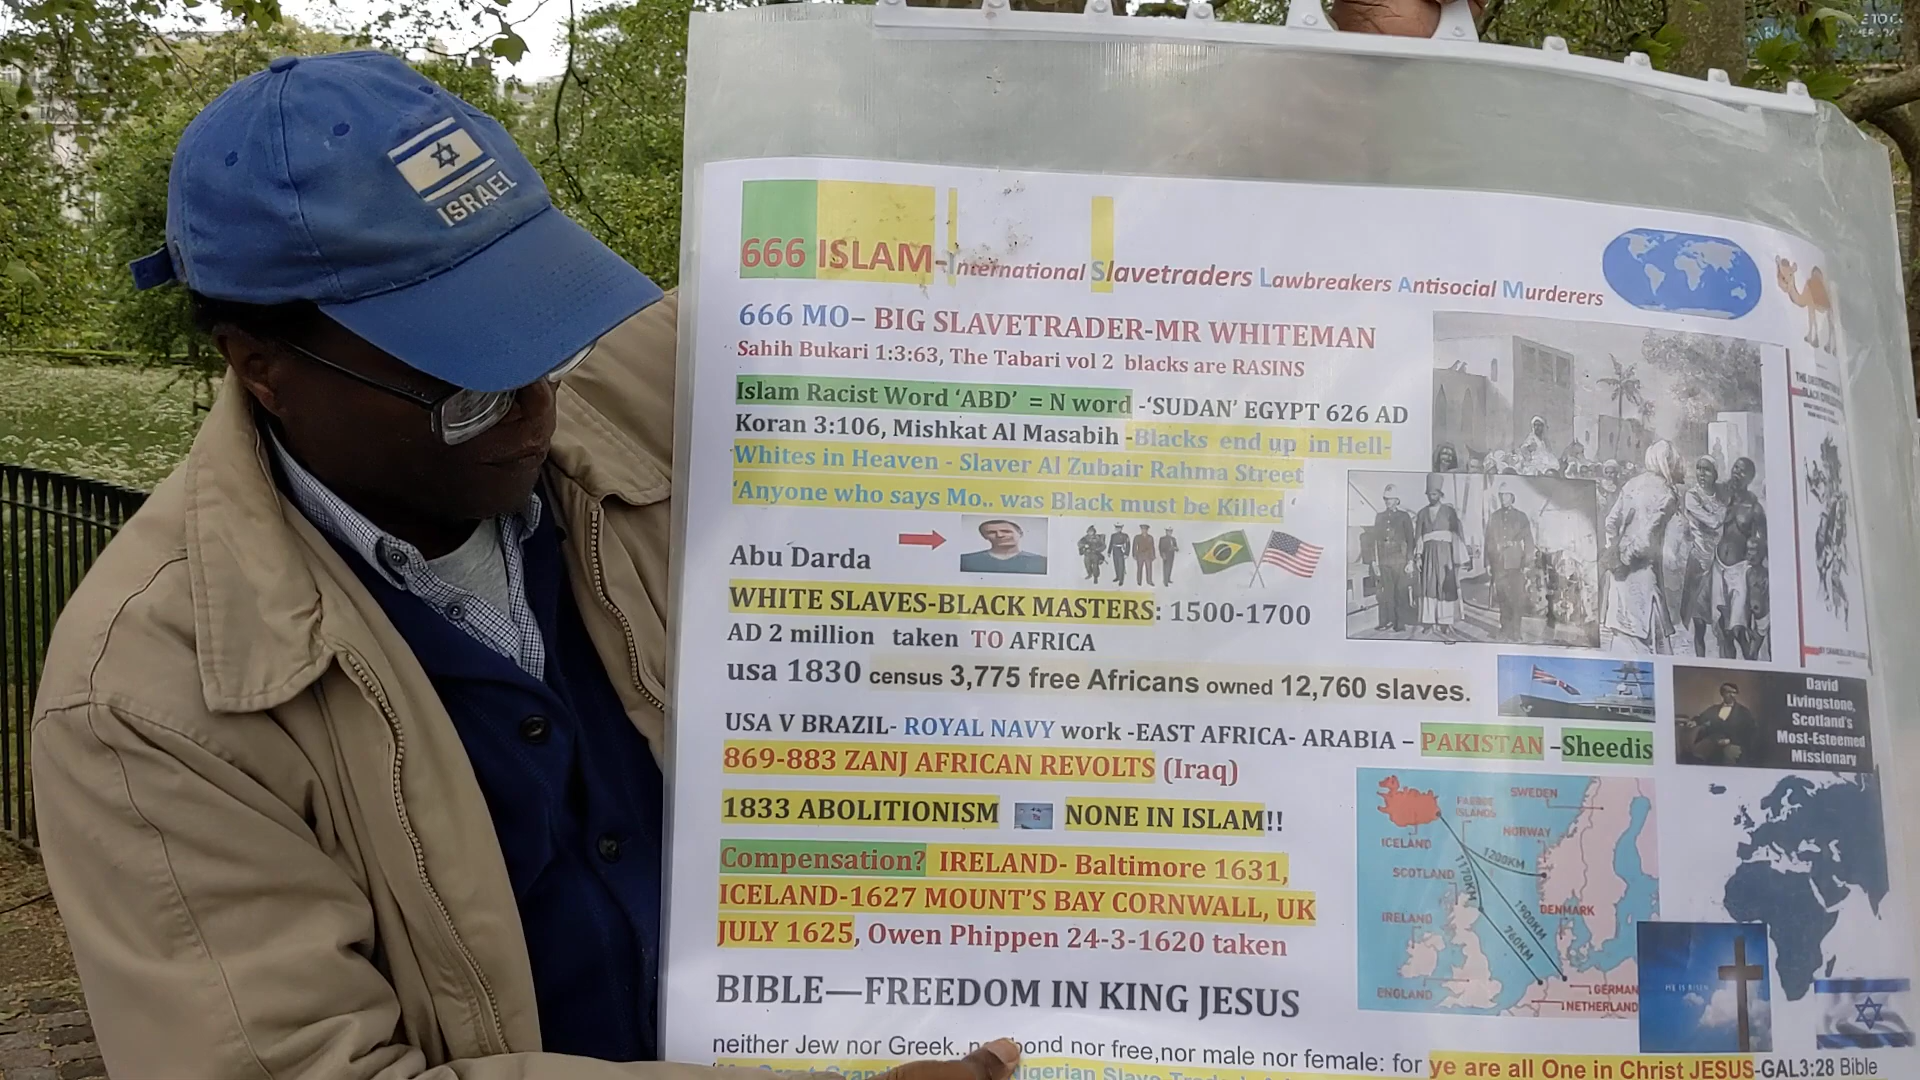 ISRAEL
666 ISLAM-International Slavetraders Lawbreakers Antisocial Murderers
666 MO– BIG SLAVETRADER-MR WHITEMAN
Sahih Bukari 1:3:63, The Tabari vol 2 blacks are RASINS
Islam Racist Word ‘ABD’ = N word -‘SUDAN’ EGYPT 626 AD
Koran 3:106, Mishkat Al Masabih -Blacks end up in Hell-
Whites in Heaven - Slaver Al Zubair Rahma Street
‘Anyone who says Mo.. was Black must be Killed ‘
Abu Darda
WHITE SLAVES-BLACK MASTERS: 1500-1700
AD 2 million taken TO AFRICA
usa 1830 census 3,775 free Africans owned 12,760 slaves.
USA V BRAZIL- ROYAL NAVY work -EAST AFRICA- ARABIA – PAKISTAN –Sheedis
869-883 ZANJ AFRICAN REVOLTS (Iraq)
1833 ABOLITIONISM NONE IN ISLAM!!
Compensation? IRELAND- Baltimore 1631,
ICELAND-1627 MOUNT’S BAY CORNWALL, UK
JULY 1625, Owen Phippen 24-3-1620 taken
BIBLE—FREEDOM IN KING JESUS
neither Jew nor Greek.. bond nor free,nor male nor female: for ye are all One in Christ JESUS-GAL3:28 Bible
David
Livingstone,
Scotland's
Most-Esteemed
Missionary
SWEDEN
FAROE
ISLANDS
NORWAY
ICELAND
1200KM
SCOTLAND
1170KM
1900KM
DENMARK
IRELAND
760KM
ENGLAND
GERMAN
NETHERLAND
HE IS RISEN